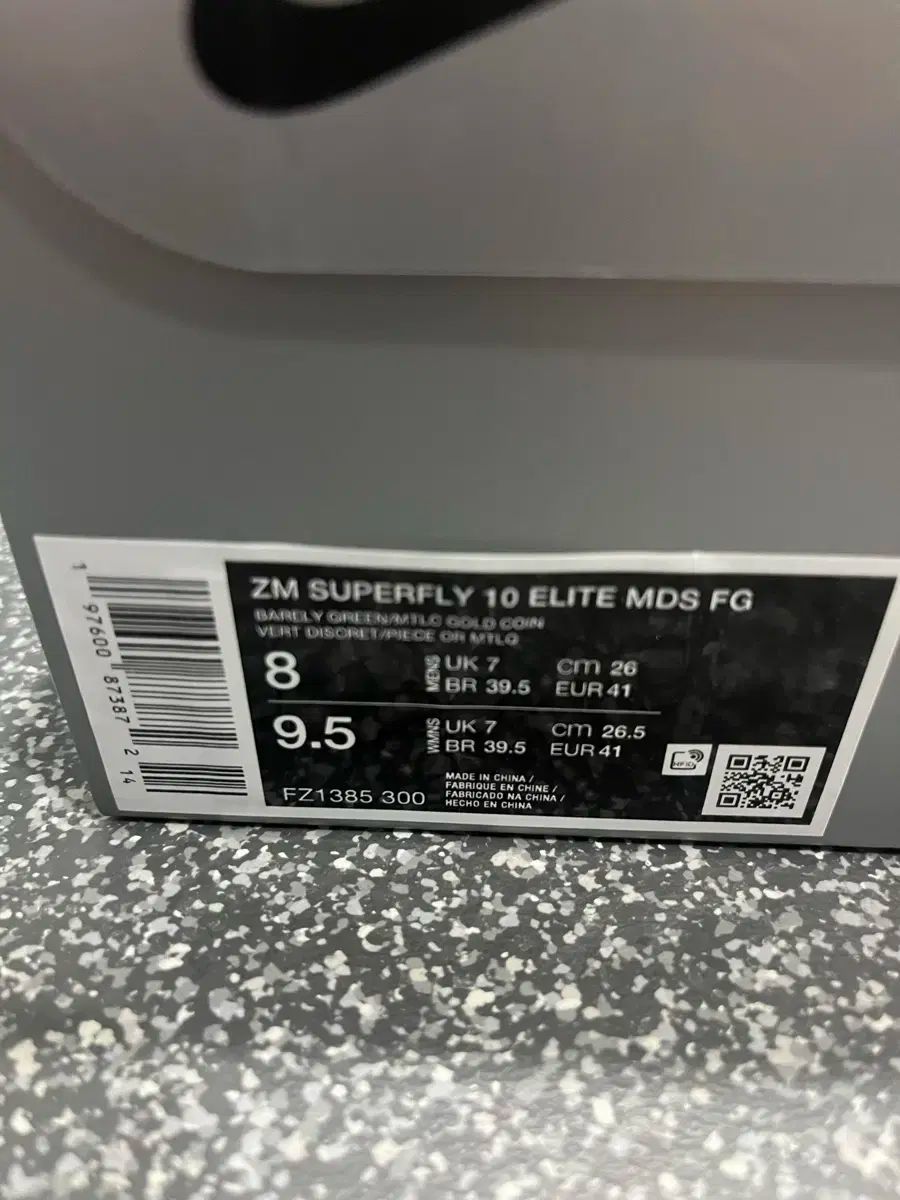 ZM SUPERFLY 10 ELITE MDS FG
BARELY GREEN/MTLC GOLD COIN
VERT DISCRET/PIECE OR MTLQ
8 MENS UK 7 cm 26
BR 39.5 EUR 41
9.5 WMNS UK 7 cm 26.5
BR 39.5 EUR 41
FZ1385 300
MADE IN CHINA /
FABRIQUE EN CHINE /
FABRICADO NA CHINA /
HECHO EN CHINA
1 97600 87387 2 14